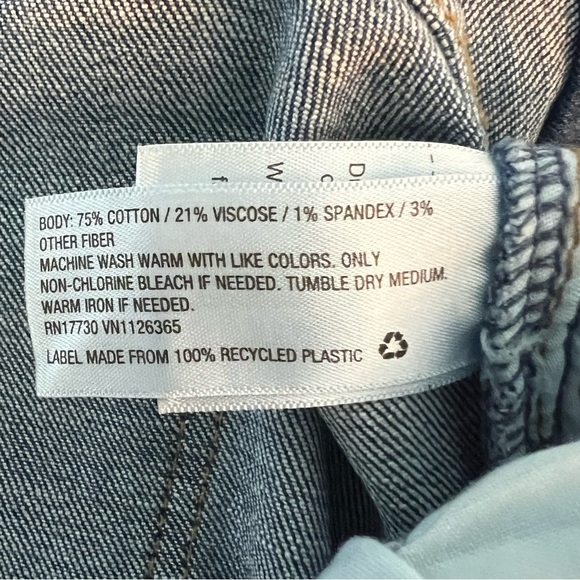 BODY: 75% COTTON / 21% VISCOSE / 1% SPANDEX / 3%
OTHER FIBER
MACHINE WASH WARM WITH LIKE COLORS. ONLY
NON-CHLORINE BLEACH IF NEEDED. TUMBLE DRY MEDIUM.
WARM IRON IF NEEDED.
RN17730 VN1126365
LABEL MADE FROM 100% RECYCLED PLASTIC